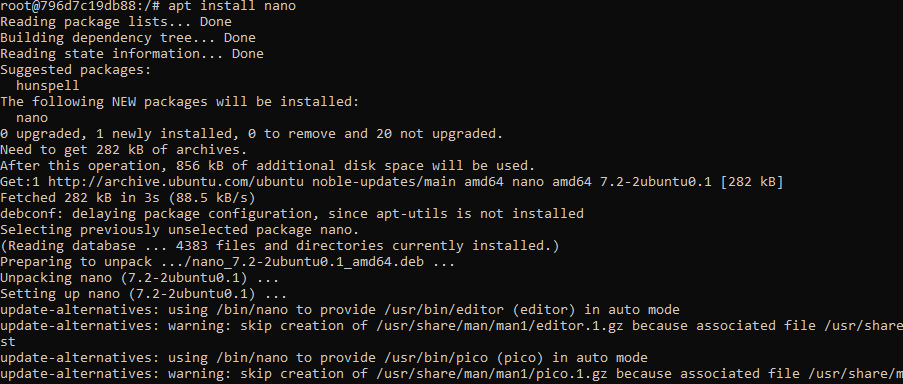 root@796d7c19db88:/# apt install nano
Reading package lists... Done
Building dependency tree... Done
Reading state information... Done
Suggested packages:
  hunspell
The following NEW packages will be installed:
  nano
0 upgraded, 1 newly installed, 0 to remove and 20 not upgraded.
Need to get 282 kB of archives.
After this operation, 856 kB of additional disk space will be used.
Get:1 http://archive.ubuntu.com/ubuntu noble-updates/main amd64 nano amd64 7.2-2ubuntu0.1 [282 kB]
Fetched 282 kB in 3s (88.5 kB/s)
debconf: delaying package configuration, since apt-utils is not installed
Selecting previously unselected package nano.
(Reading database ... 4383 files and directories currently installed.)
Preparing to unpack .../nano_7.2-2ubuntu0.1_amd64.deb ...
Unpacking nano (7.2-2ubuntu0.1) ...
Setting up nano (7.2-2ubuntu0.1) ...
update-alternatives: using /bin/nano to provide /usr/bin/editor (editor) in auto mode
update-alternatives: warning: skip creation of /usr/share/man/man1/editor.1.gz because associated file /usr/share
st
update-alternatives: using /bin/nano to provide /usr/bin/pico (pico) in auto mode
update-alternatives: warning: skip creation of /usr/share/man/man1/pico.1.gz because associated file /usr/share/m